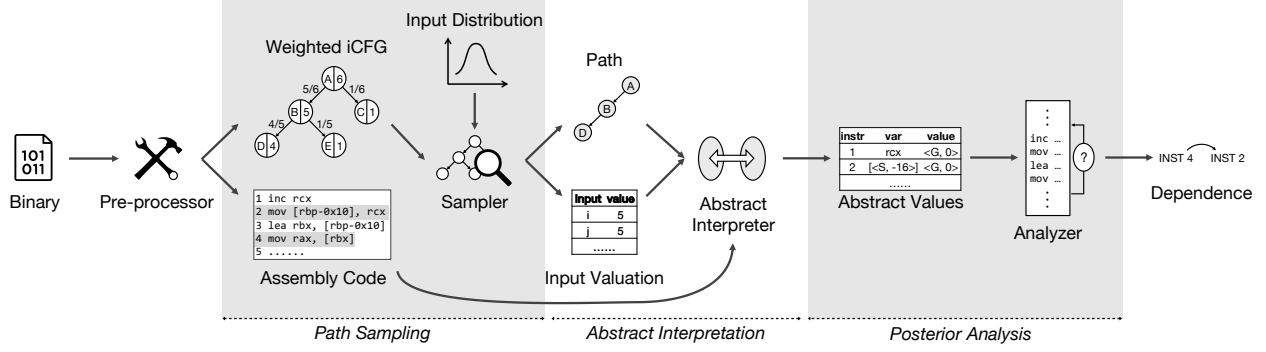 Binary
101
011
Pre-processor
Weighted iCFG
A 6
5/6 1/6
B 5 C 1
4/5 1/5
D 4 E 1
1 inc rcx
2 mov [rbp-0x10], rcx
3 lea rbx, [rbp-0x10]
4 mov rax, [rbx]
5 ......
Assembly Code
Input Distribution
Sampler
Path Sampling
Path
A
B
D
input value
i 5
j 5
......
Input Valuation
Abstract
Interpreter
Abstract Interpretation
instr var value
1 rcx <G, 0>
2 [<S, -16>] <G, 0>
......
Abstract Values
inc …
mov …
lea …
mov …
?
Analyzer
Posterior Analysis
INST 4 INST 2
Dependence